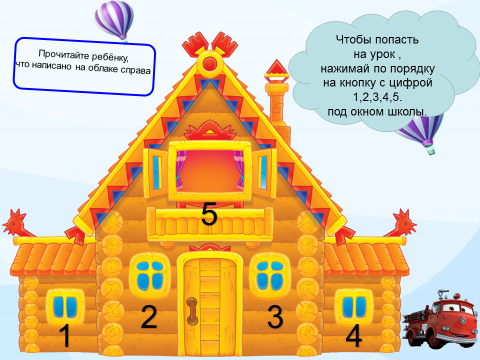 Прочитайте ребёнку,
что написано на облаке справа
Чтобы попасть
на урок ,
нажимай по порядку
на кнопку с цифрой
1,2,3,4,5.
под окном школы.
5
2
3
1
4